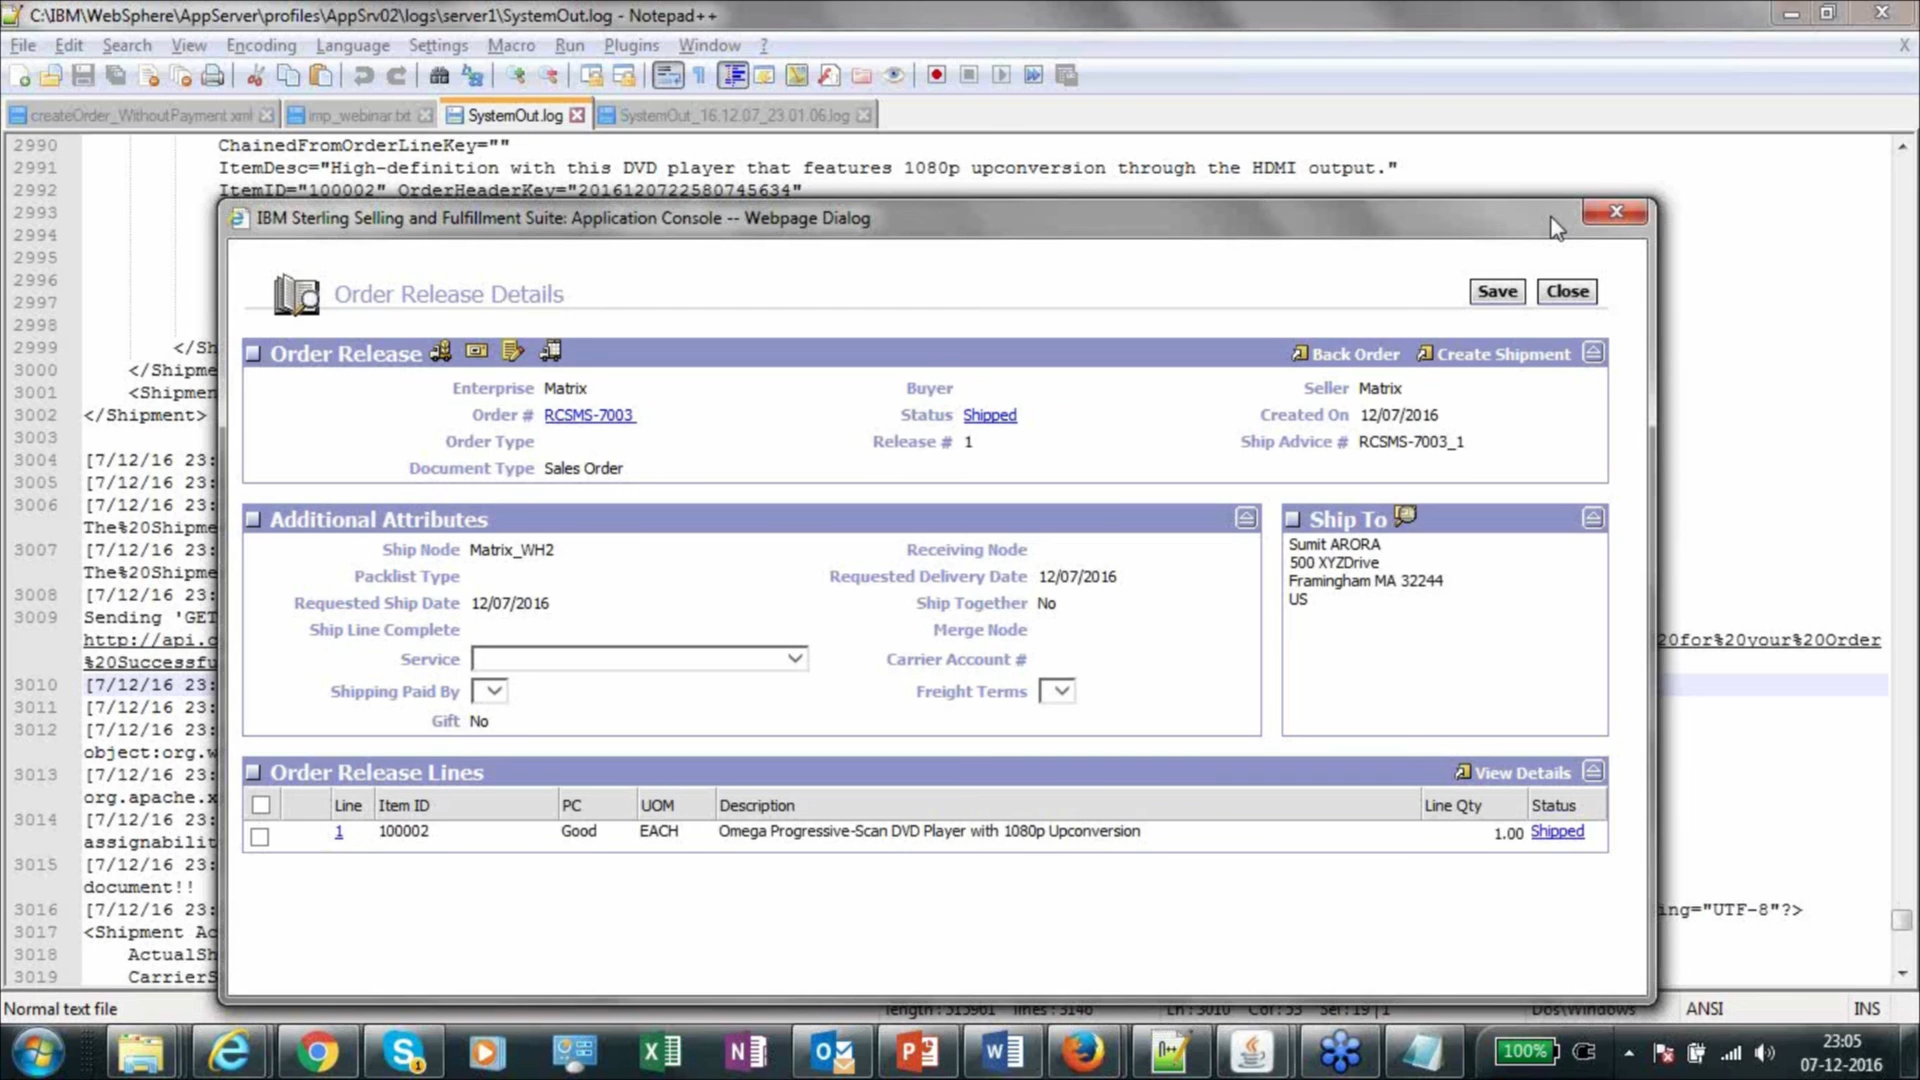 C:\IBM\WebSphere\AppServer\profiles\AppSrv02\logs\server1\SystemOut.log - Notepad++
File Edit Search View Encoding Language Settings Macro Run Plugins Window ? X
createOrder_WithoutPayment.xml imp_webinar.txt SystemOut.log SystemOut_16.12.07_23.01.06.log
2990 ChainedFromOrderLineKey=""
2991 ItemDesc="High-definition with this DVD player that features 1080p upconversion through the HDMI output."
2992 ItemID="100002" OrderHeaderKey="2016120722580745634"
2993
2994
2995
2996
2997
2998
2999 </Sh
3000 </Shipme
3001 <Shipment
3002 </Shipment>
3003
3004 [7/12/16 23:
3005 [7/12/16 23:
3006 [7/12/16 23:
The%20Shipme
3007 [7/12/16 23:
The%20Shipme
3008 [7/12/16 23:
3009 Sending 'GET
http://api.c 20for%20your%20Order
%20Successfu
3010 [7/12/16 23:
3011 [7/12/16 23:
3012 [7/12/16 23:
object:org.w
3013 [7/12/16 23:
org.apache.x
3014 [7/12/16 23:
assignabilit
3015 [7/12/16 23:
document!!
3016 [7/12/16 23: ing="UTF-8"?>
3017 <Shipment Ac
3018 ActualSh
3019 CarrierS
IBM Sterling Selling and Fulfillment Suite: Application Console -- Webpage Dialog
Order Release Details
Save Close
Order Release Back Order Create Shipment
Enterprise Matrix Buyer Seller Matrix
Order # RCSMS-7003 Status Shipped Created On 12/07/2016
Order Type Release # 1 Ship Advice # RCSMS-7003_1
Document Type Sales Order
Additional Attributes
Ship Node Matrix_WH2 Receiving Node
Packlist Type Requested Delivery Date 12/07/2016
Requested Ship Date 12/07/2016 Ship Together No
Ship Line Complete Merge Node
Service Carrier Account #
Shipping Paid By Freight Terms
Gift No
Ship To
Sumit ARORA
500 XYZDrive
Framingham MA 32244
US
Order Release Lines View Details
Line Item ID PC UOM Description Line Qty Status
1 100002 Good EACH Omega Progressive-Scan DVD Player with 1080p Upconversion 1.00 Shipped
Normal text file Dos\Windows ANSI INS
100% 23:05
07-12-2016